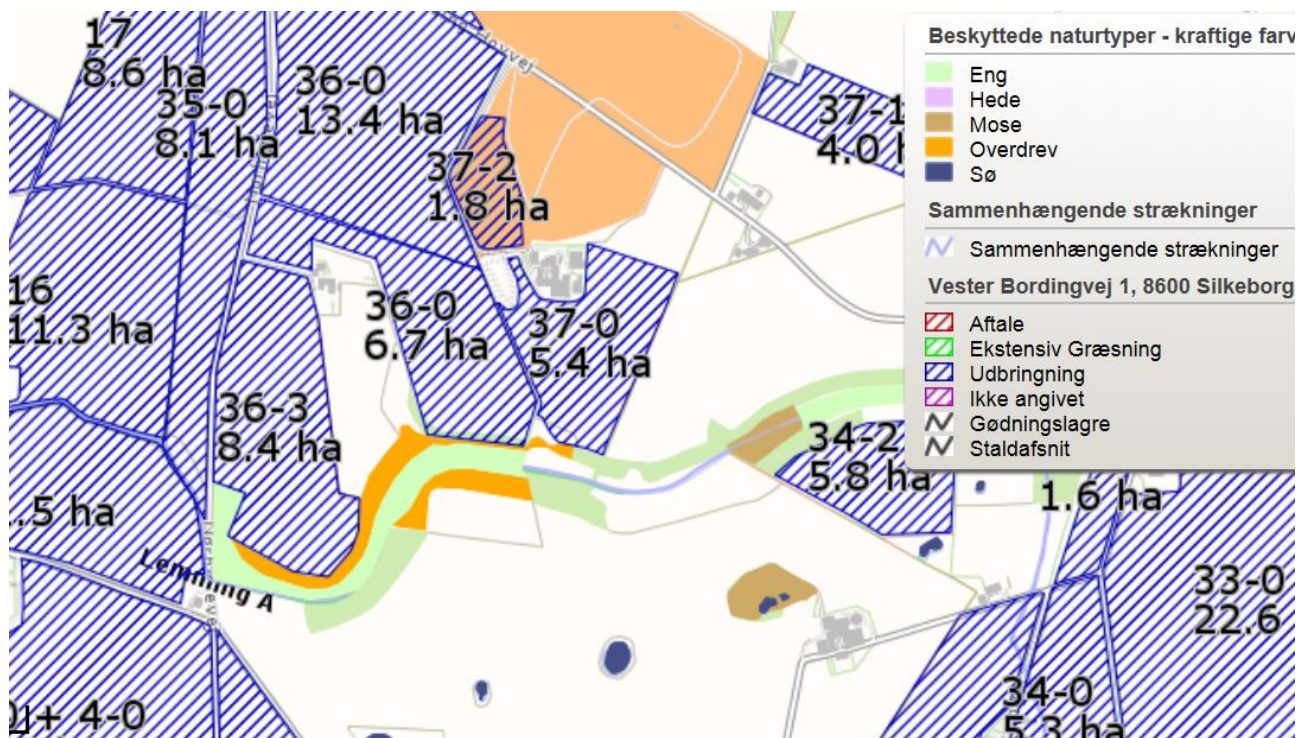 17
8.6 ha
35-0
8.1 ha
36-0
13.4 ha
37-2
1.8 ha
37-1
4.0
16
11.3 ha
36-0
6.7 ha
37-0
5.4 ha
36-3
8.4 ha
34-2
5.8 ha
1.6 ha
.5 ha
Lemming Å
33-0
22.6
34-0
5.3 ha
+ 4-0
Beskyttede naturtyper - kraftige farv
Eng
Hede
Mose
Overdrev
Sø
Sammenhængende strækninger
Sammenhængende strækninger
Vester Bordingvej 1, 8600 Silkeborg
Aftale
Ekstensiv Græsning
Udbringning
Ikke angivet
Gødningslagre
Staldafsnit